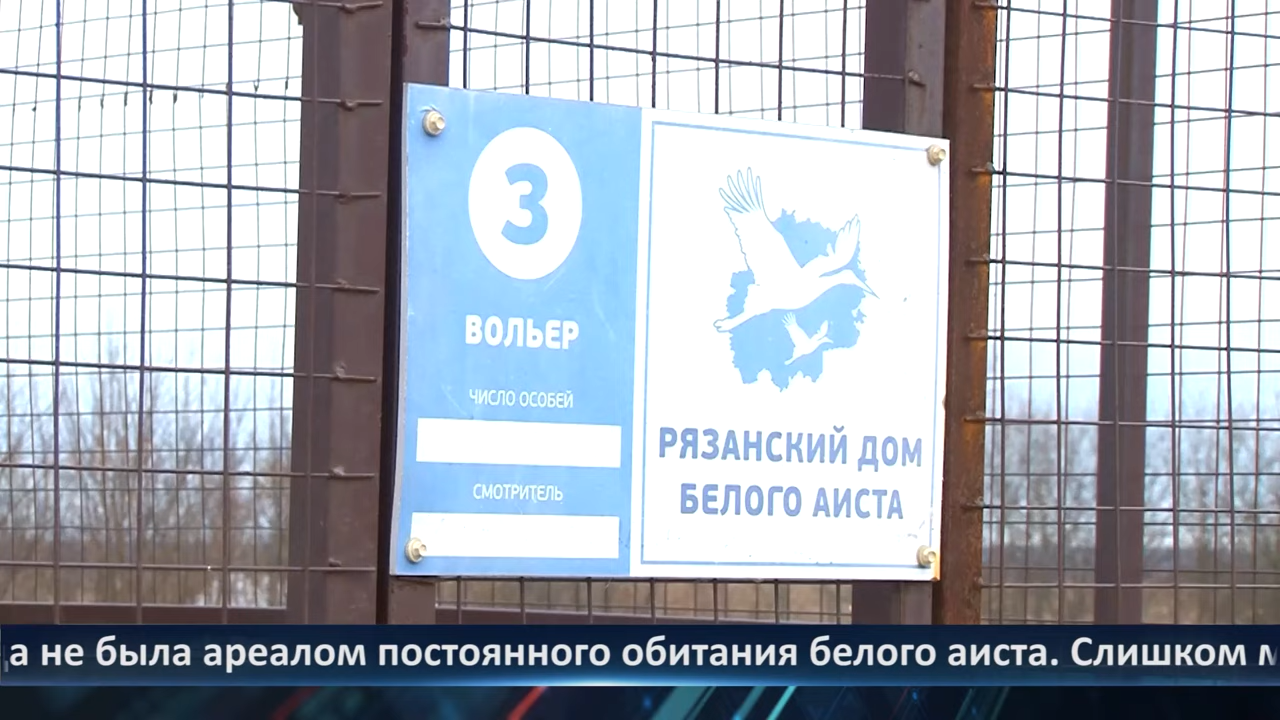 3
ВОЛЬЕР
ЧИСЛО ОСОБЕЙ
СМОТРИТЕЛЬ
РЯЗАНСКИЙ ДОМ
БЕЛОГО АИСТА
не была ареалом постоянного обитания белого аиста. Слишком